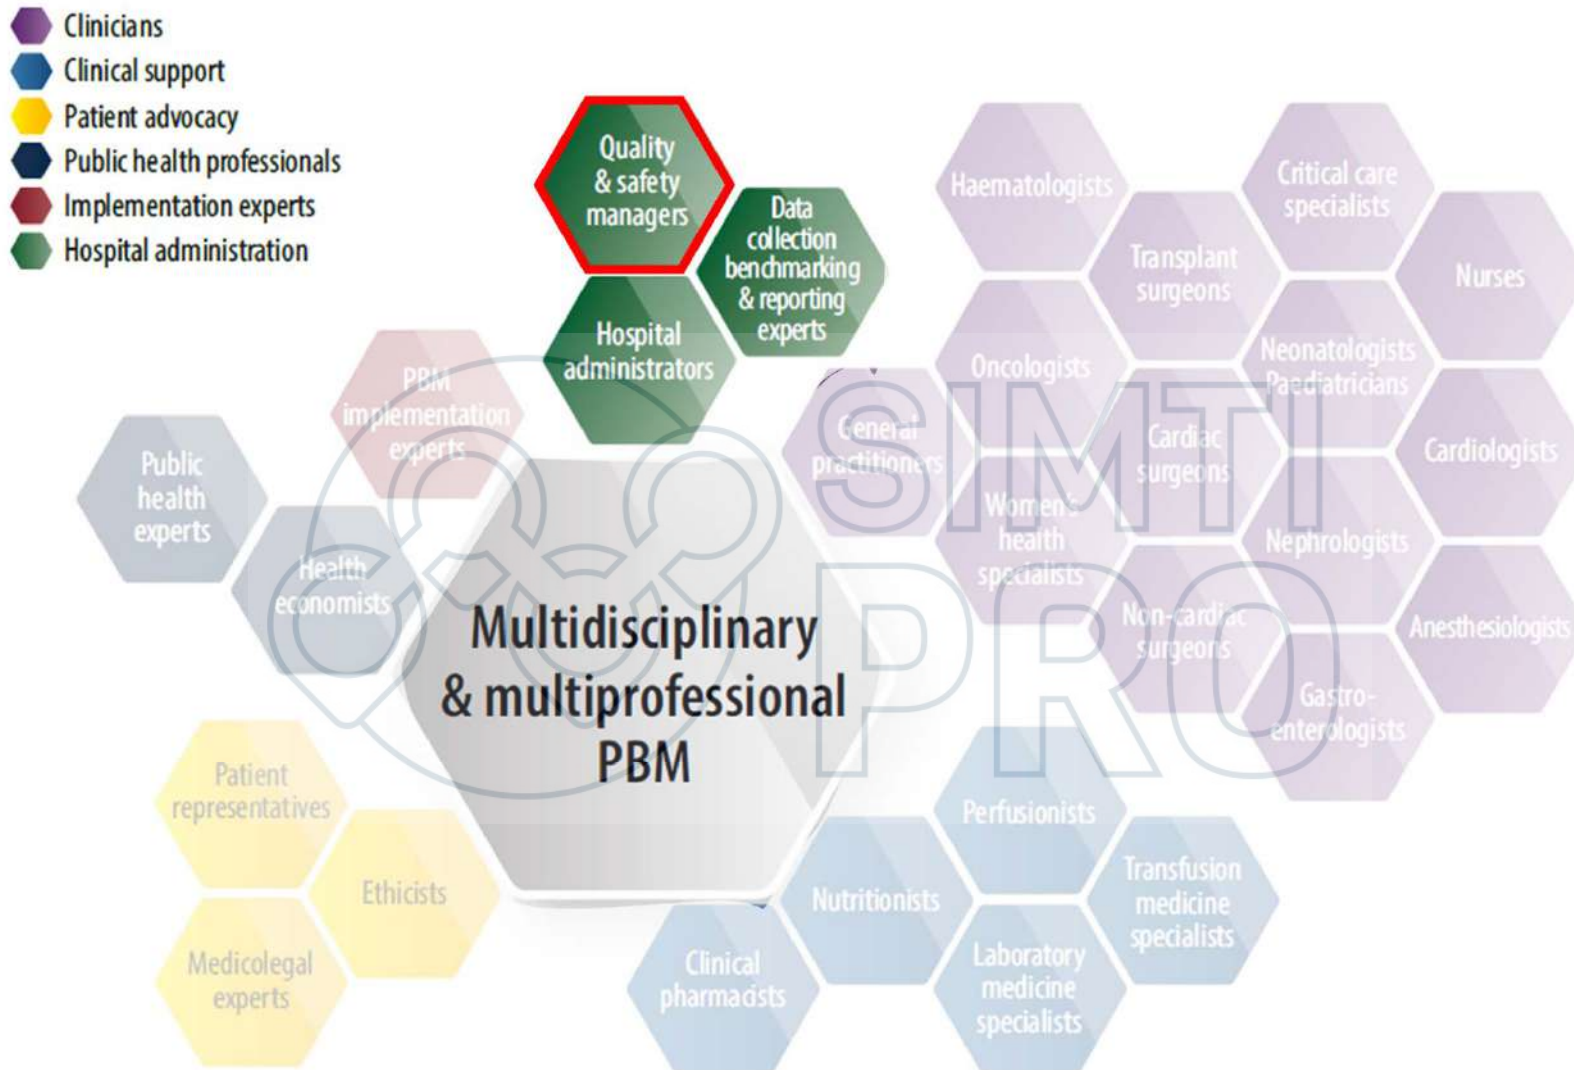 Clinicians
Clinical support
Patient advocacy
Public health professionals
Implementation experts
Hospital administration
Quality
& safety
managers
Data
collection
benchmarking
& reporting
experts
Hospital
administrators
PBM
implementation
experts
Public
health
experts
Health
economists
Haematologists
Critical care
specialists
Transplant
surgeons
Nurses
Oncologists
Neonatologists
Paediatricians
General
practitioners
Cardiac
surgeons
Cardiologists
Women's
health
specialists
Nephrologists
Non-cardiac
surgeons
Anesthesiologists
Gastro-
enterologists
Multidisciplinary
& multiprofessional
PBM
Patient
representatives
Ethicists
Medicolegal
experts
Perfusionists
Nutritionists
Transfusion
medicine
specialists
Clinical
pharmacists
Laboratory
medicine
specialists
SIMTI
PRO